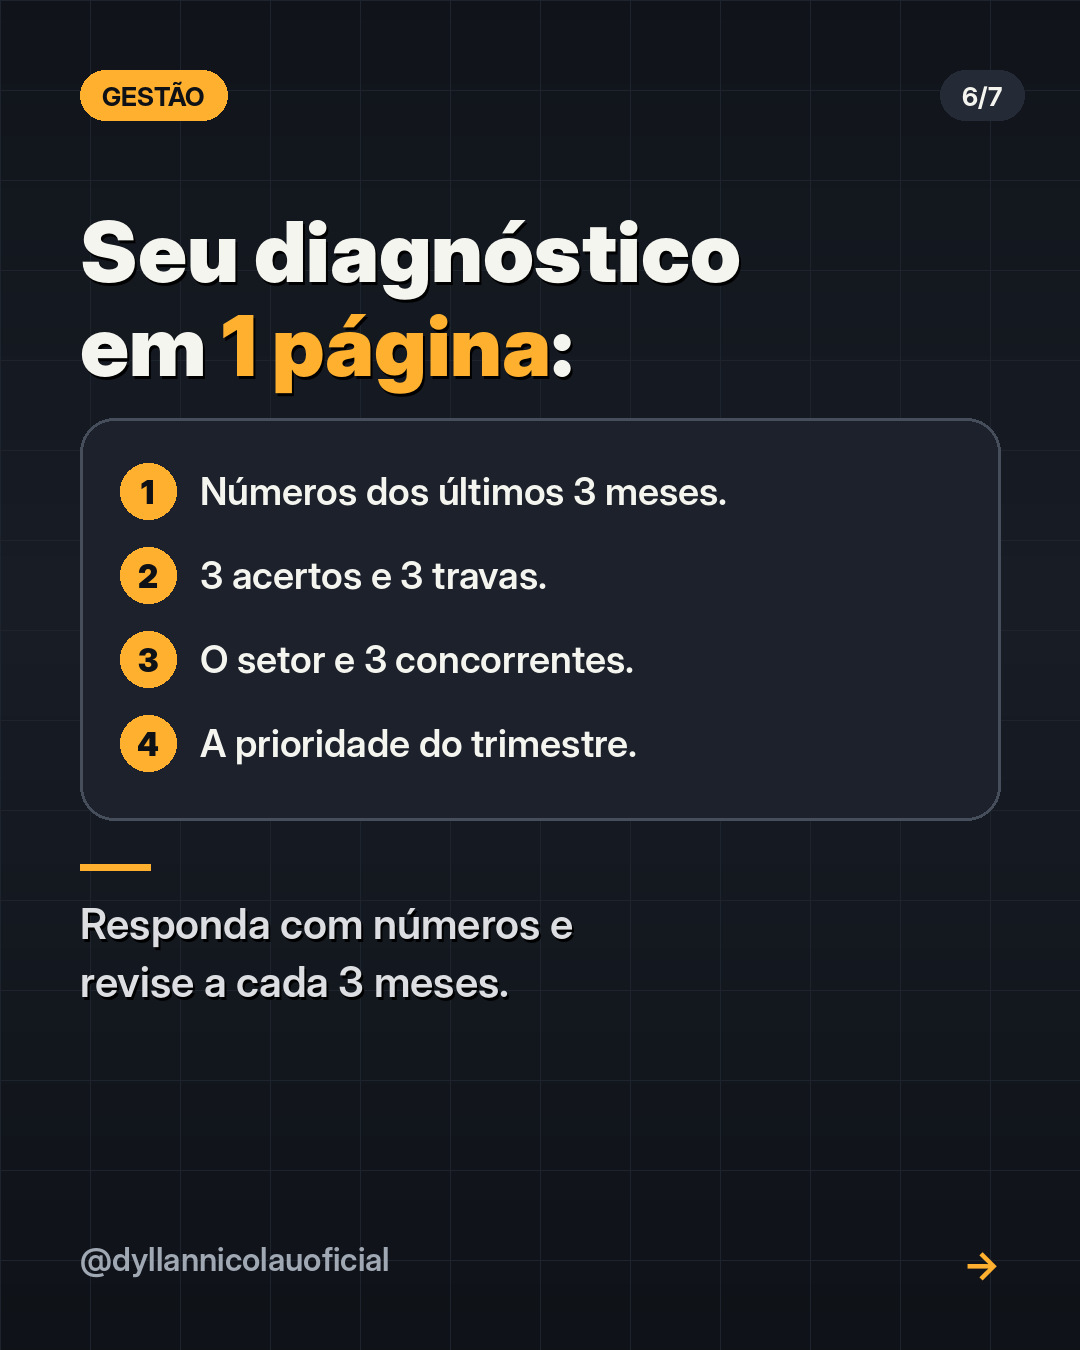 GESTÃO
6/7
Seu diagnóstico
em 1 página:
1 Números dos últimos 3 meses.
2 3 acertos e 3 travas.
3 O setor e 3 concorrentes.
4 A prioridade do trimestre.
Responda com números e
revise a cada 3 meses.
@dyllannicolauoficial
→